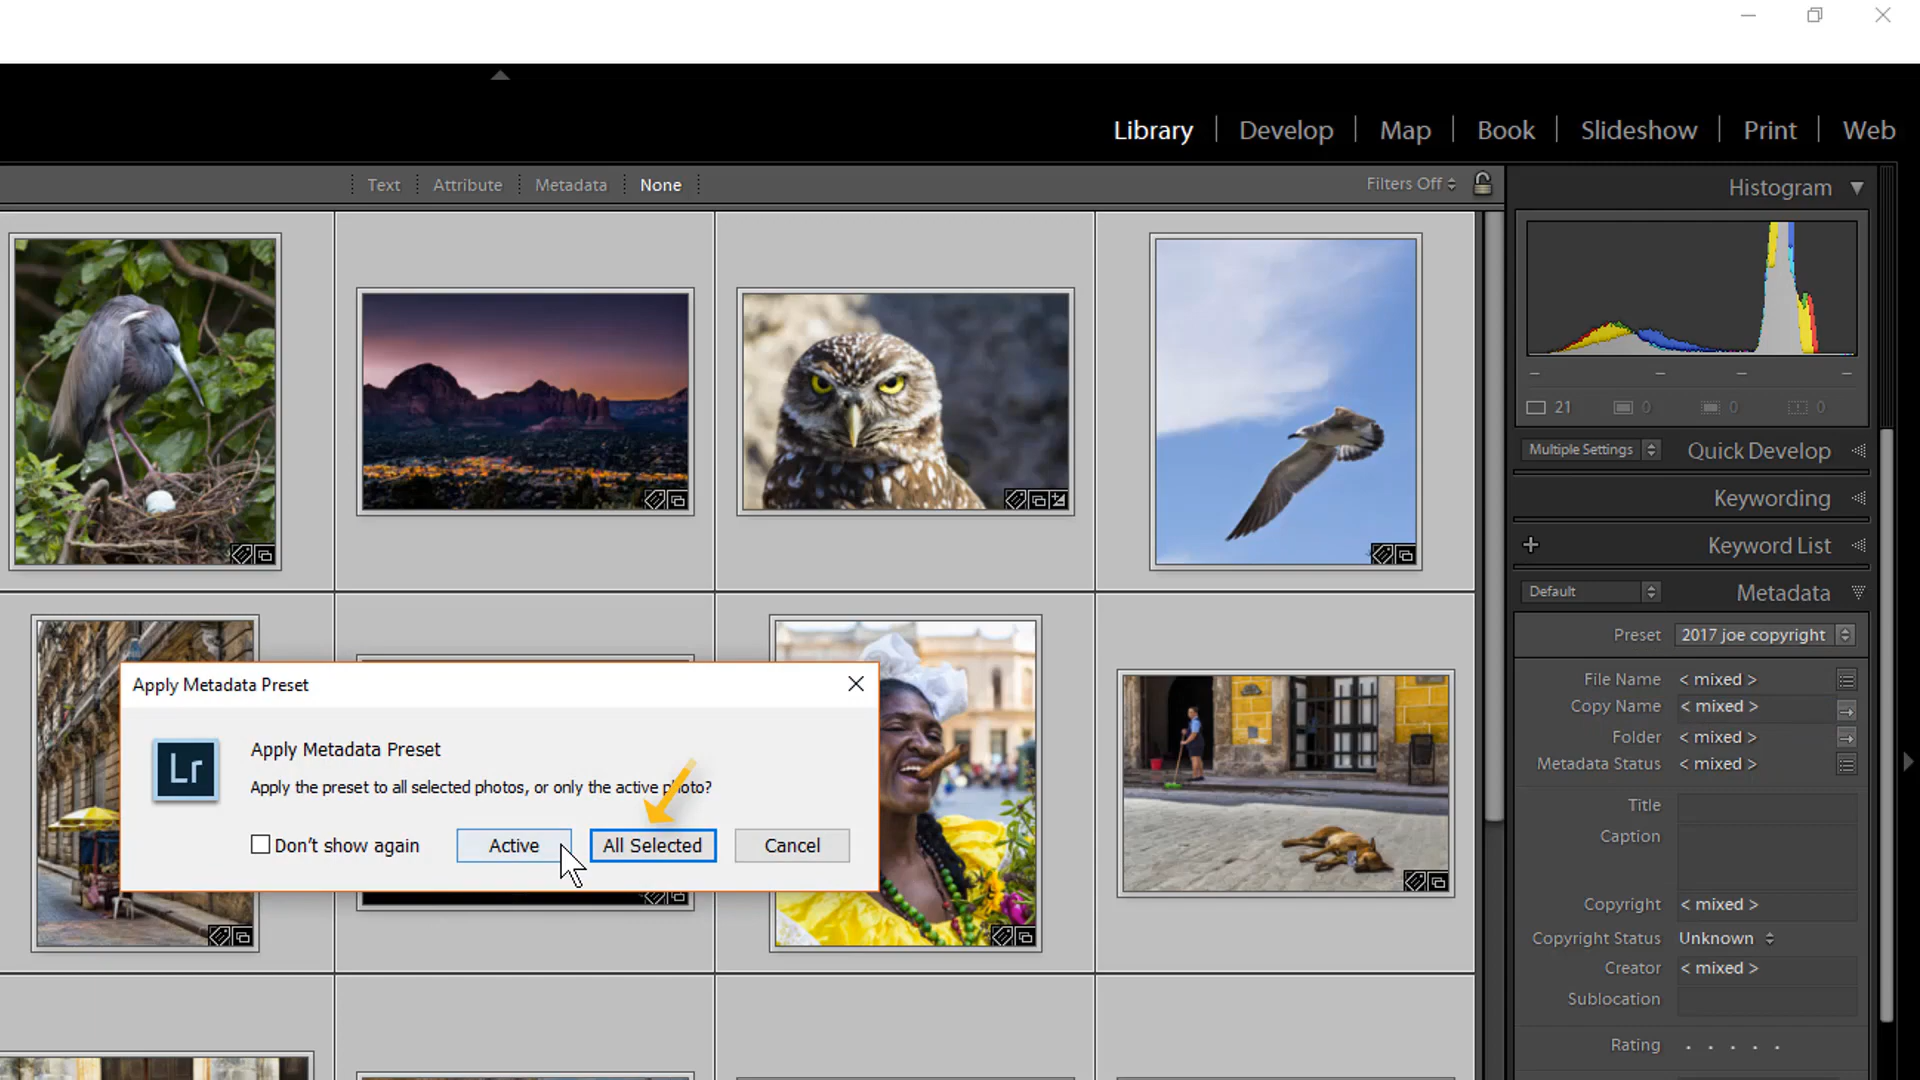 Library | Develop | Map | Book | Slideshow | Print | Web
Text Attribute Metadata None
Filters Off
Histogram
21 0 0 0
Multiple Settings Quick Develop
Keywording
+ Keyword List
Default Metadata
Preset 2017 joe copyright
File Name < mixed >
Copy Name < mixed >
Folder < mixed >
Metadata Status < mixed >
Title
Caption
Copyright < mixed >
Copyright Status Unknown
Creator < mixed >
Sublocation
Rating . . . . .
Apply Metadata Preset
Lr
Apply Metadata Preset
Apply the preset to all selected photos, or only the active photo?
Don't show again Active All Selected Cancel